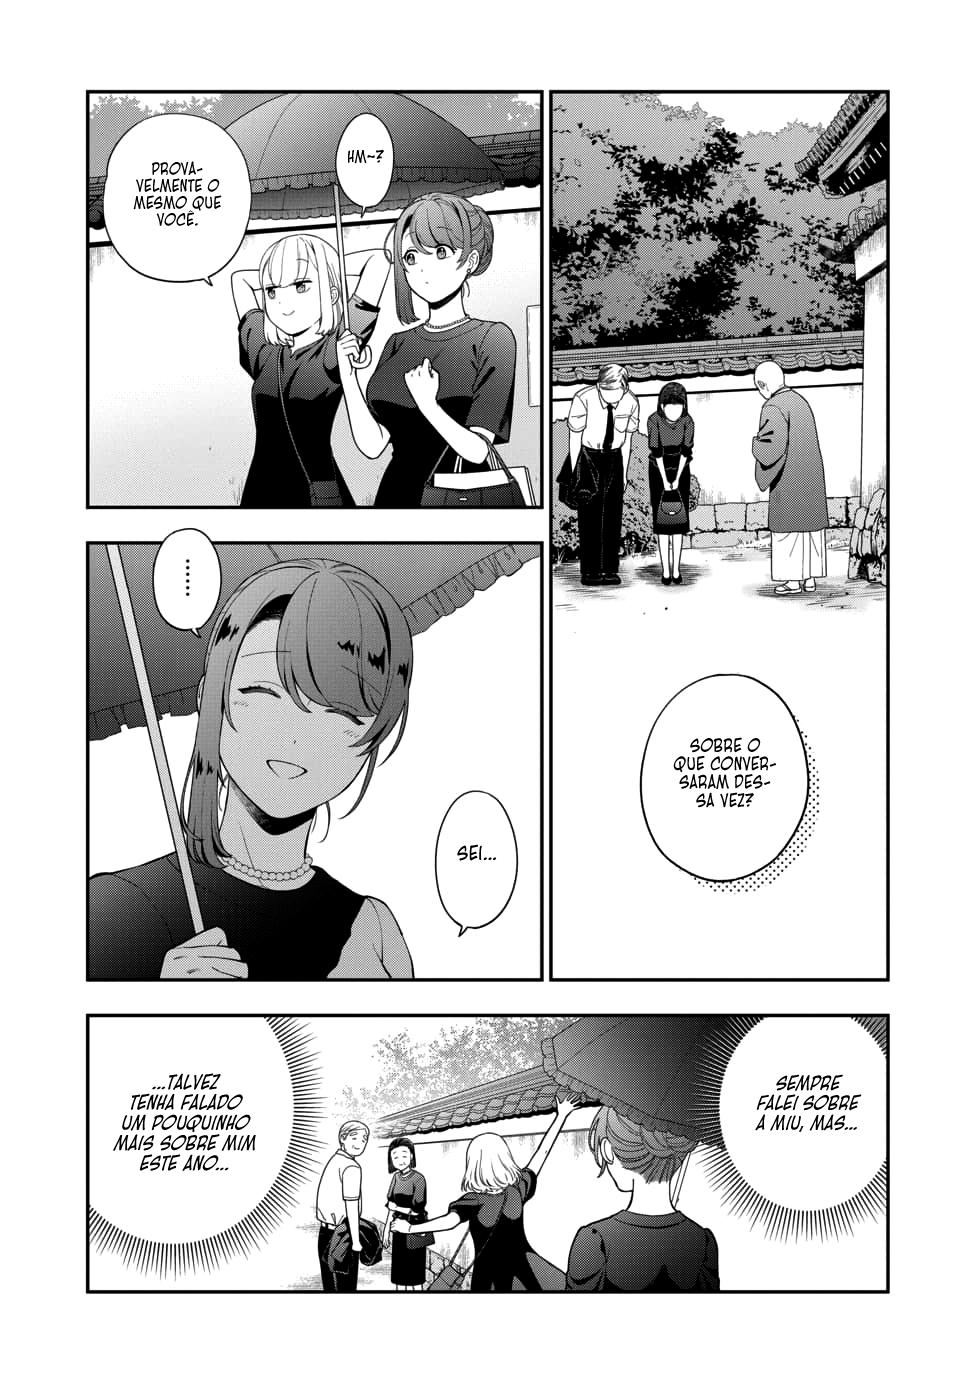 SOBRE O
QUE CONVER-
SARAM DES-
SA VEZ?
HM~?
PROVA-
VELMENTE O
MESMO QUE
VOCÊ.
........
SEI...
SEMPRE
FALEI SOBRE
A MIU, MAS...
...TALVEZ
TENHA FALADO
UM POUQUINHO
MAIS SOBRE MIM
ESTE ANO...